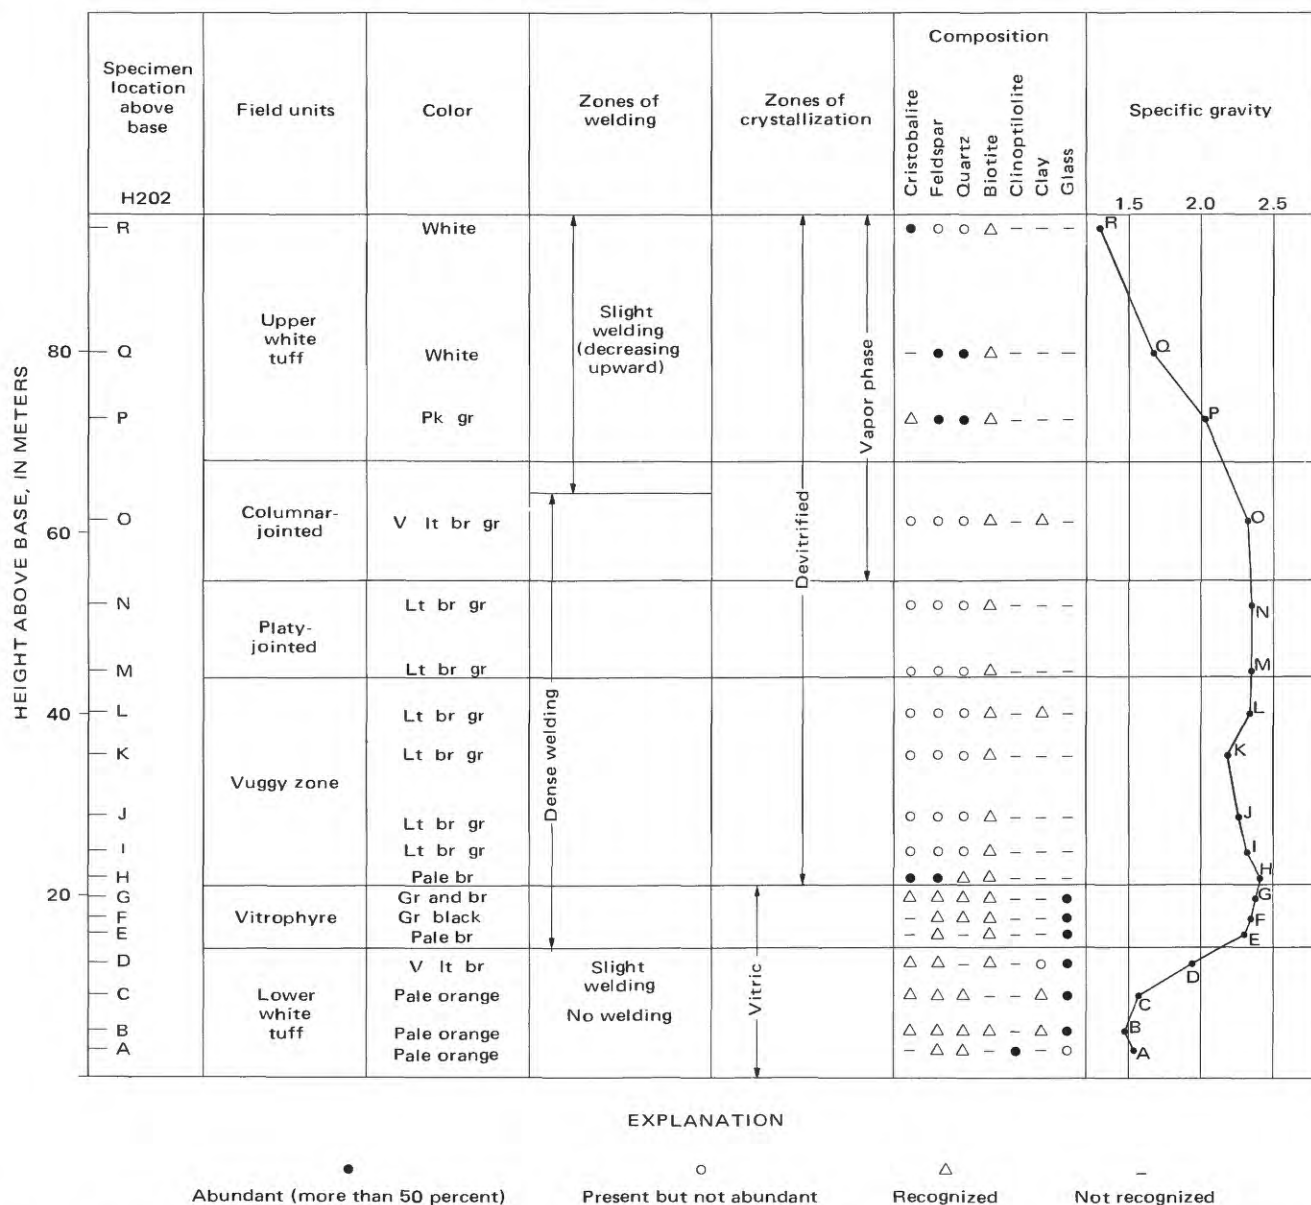 Composition
Specimen
location
above
base
H202
Field units
Color
Zones of
welding
Zones of
crystallization
Cristobalite
Feldspar
Quartz
Biotite
Clinoptilolite
Clay
Glass
Specific gravity
1.5 2.0 2.5
HEIGHT ABOVE BASE, IN METERS
80
60
40
20
R White ● ○ ○ △ – – – R
Upper
white
tuff
Slight
welding
(decreasing
upward)
Q White – ● ● △ – – – Q
P Pk gr △ ● ● △ – – – P
Vapor phase
Devitrified
Columnar-
jointed
O V lt br gr ○ ○ ○ △ – △ – O
N Lt br gr ○ ○ ○ △ – – – N
Platy-
jointed
M Lt br gr ○ ○ ○ △ – – – M
L Lt br gr ○ ○ ○ △ – △ – L
K Lt br gr ○ ○ ○ △ – – – K
Vuggy zone
Dense welding
J Lt br gr ○ ○ ○ △ – – – J
I Lt br gr ○ ○ ○ △ – – – I
H Pale br ● ● △ △ – – – H
G Gr and br △ △ △ △ – – ● G
Vitrophyre
F Gr black – △ △ △ – – ● F
E Pale br – △ – △ – – ● E
D V lt br △ △ – △ – ○ ● D
Slight
welding
Vitric
C Pale orange △ △ △ – – △ ● C
Lower
white
tuff
No welding
B Pale orange △ △ △ △ – △ ● B
A Pale orange – △ △ – ● – ○ A
EXPLANATION
● ○ △ –
Abundant (more than 50 percent) Present but not abundant Recognized Not recognized